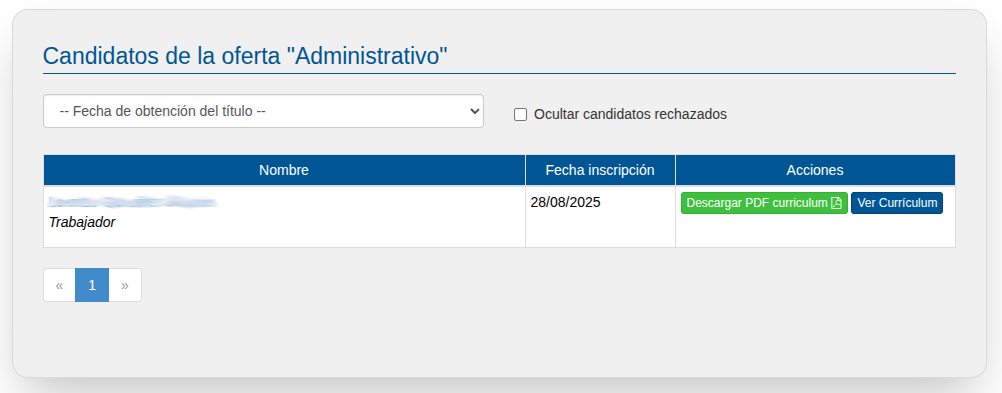 Candidatos de la oferta "Administrativo"
-- Fecha de obtención del título --
Ocultar candidatos rechazados
Nombre Fecha inscripción Acciones
28/08/2025 Descargar PDF curriculum Ver Currículum
Trabajador
« 1 »